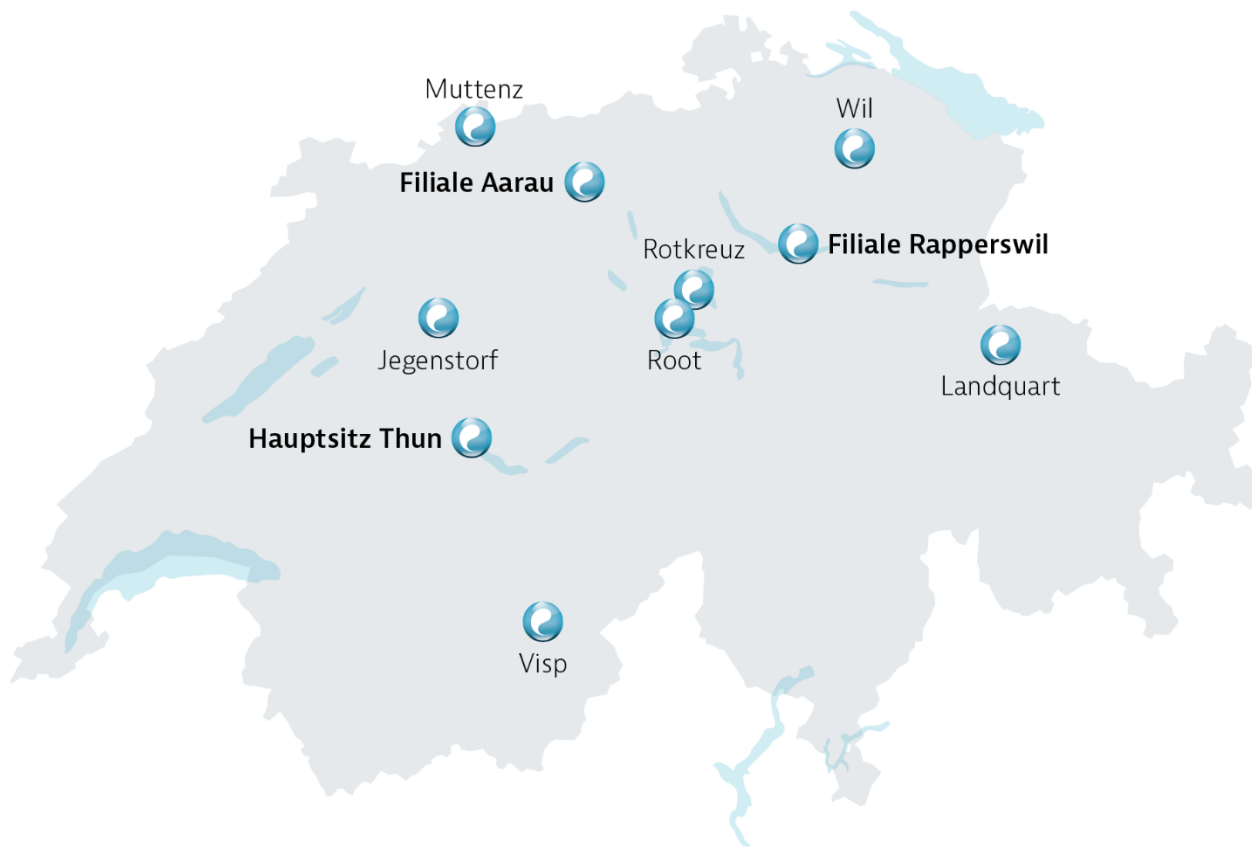 Muttenz
Wil
Filiale Aarau
Filiale Rapperswil
Rotkreuz
Jegenstorf
Root
Landquart
Hauptsitz Thun
Visp